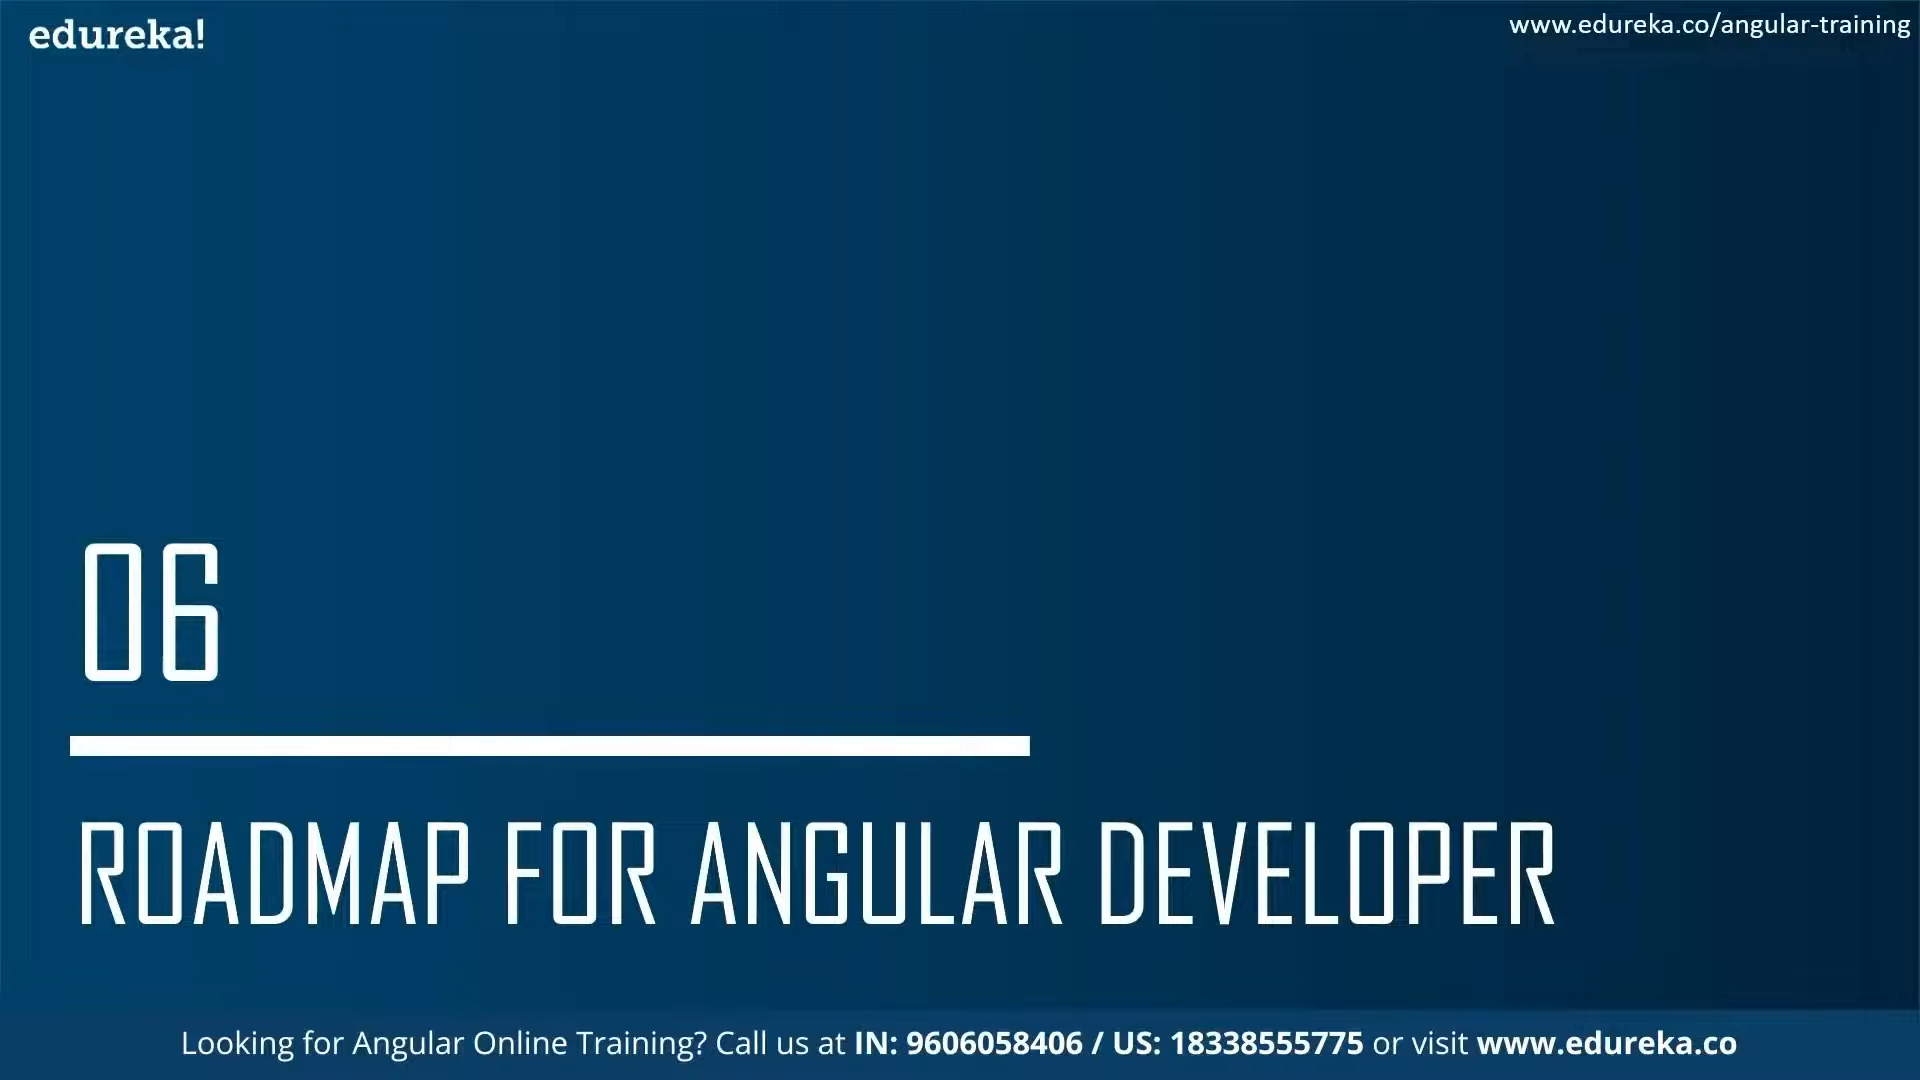 edureka!
www.edureka.co/angular-training
06
ROADMAP FOR ANGULAR DEVELOPER
Looking for Angular Online Training? Call us at IN: 9606058406 / US: 18338555775 or visit www.edureka.co